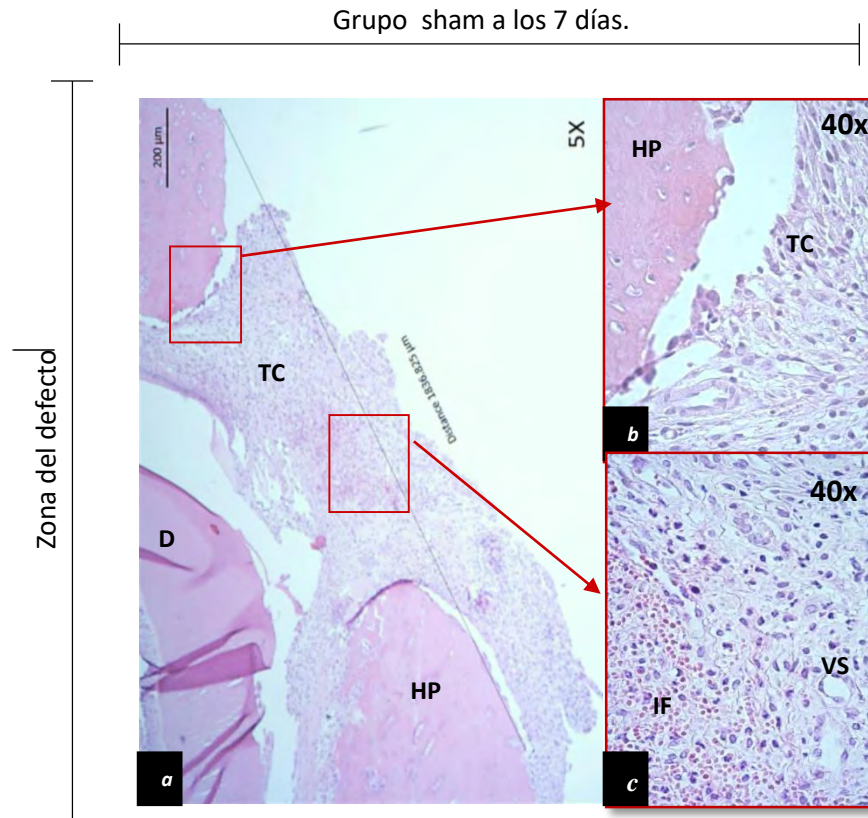 Grupo sham a los 7 días.
Zona del defecto
200 µm
5X
TC
Distance 1836.825 µm
D
HP
a
40x
HP
TC
b
40x
VS
IF
c